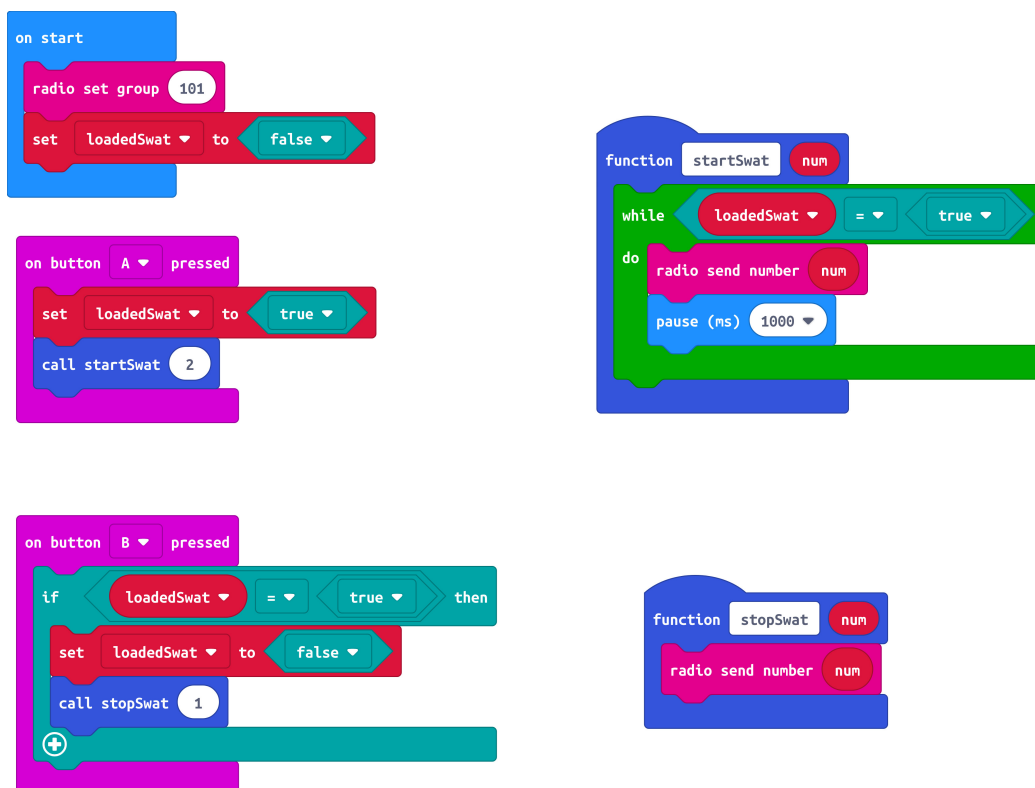 on start
radio set group 101
set loadedSwat to false
on button A pressed
set loadedSwat to true
call startSwat 2
on button B pressed
if loadedSwat = true then
set loadedSwat to false
call stopSwat 1
function startSwat num
while loadedSwat = true
do
radio send number num
pause (ms) 1000
function stopSwat num
radio send number num